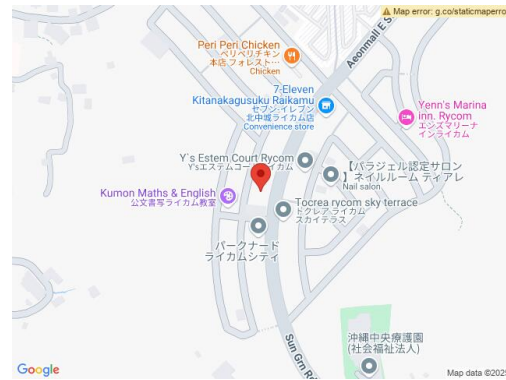 Map error: g.co/staticmaperro
Aeonmall E S
Peri Peri Chicken
ペリペリチキン
本店 フォレスト…
Chicken
7-Eleven
Kitanakagusuku Raikamu
セブン-イレブン
北中城ライカム店
Convenience store
Yenn's Marina
inn. Rycom
エンズマリーナ
インライカム
Y's Estem Court Rycom
Y'sエステムコートライカム
【パラジェル認定サロン
】ネイルルーム ティアレ
Nail salon
Kumon Maths & English
公文書写ライカム教室
Tocrea rycom sky terrace
ドクレア ライカム
スカイテラス
パークナード
ライカムシティ
Sun Grn Ro
沖縄中央療護園
(社会福祉法人)
Google
Map data ©2025